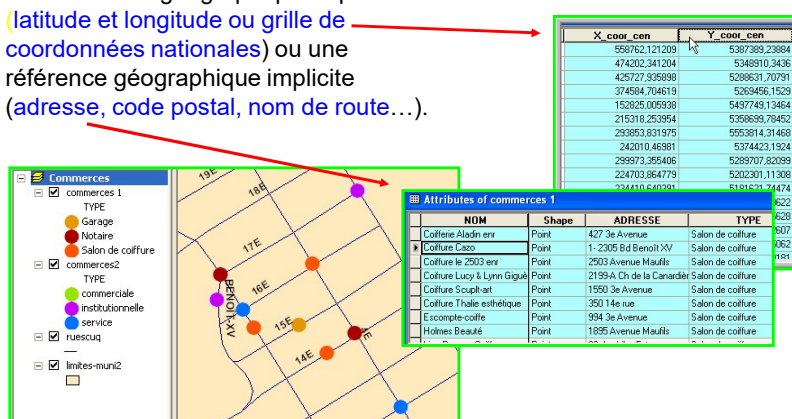 (latitude et longitude ou grille de
coordonnées nationales) ou une
référence géographique implicite
(adresse, code postal, nom de route…).
X_coor_cen Y_coor_cen
558762,121209 5387389,23884
474202,341204 5348910,3436
425727,935898 5288631,70791
374584,704619 5269456,1529
152825,005938 5497749,13464
215318,253954 5358699,78452
293853,831975 5553814,31468
242010,46981 5374423,1924
299973,355406 5289707,82099
224703,864779 5202301,11308
Commerces
commerces 1
TYPE
Garage
Notaire
Salon de coiffure
commerces2
TYPE
commerciale
institutionnelle
service
ruescuq
limites-muni2
19E
18E
17E
16E
BENOIT-XV
15E
14E
4E
Attributes of commerces 1
NOM Shape ADRESSE TYPE
Coifferie Aladin enr Point 427 3e Avenue Salon de coiffure
Coiffure Cazo Point 1- 2305 Bd Benoît XV Salon de coiffure
Coiffure le 2503 enr Point 2503 Avenue Maufils Salon de coiffure
Coiffure Lucy & Lynn Giguè Point 2199-A Ch de la Canardièr Salon de coiffure
Coiffure Scuplt-art Point 1550 3e Avenue Salon de coiffure
Coiffure Thalie esthétique Point 350 14e rue Salon de coiffure
Escompte-coiffe Point 994 3e Avenue Salon de coiffure
Holmes Beauté Point 1895 Avenue Maufils Salon de coiffure